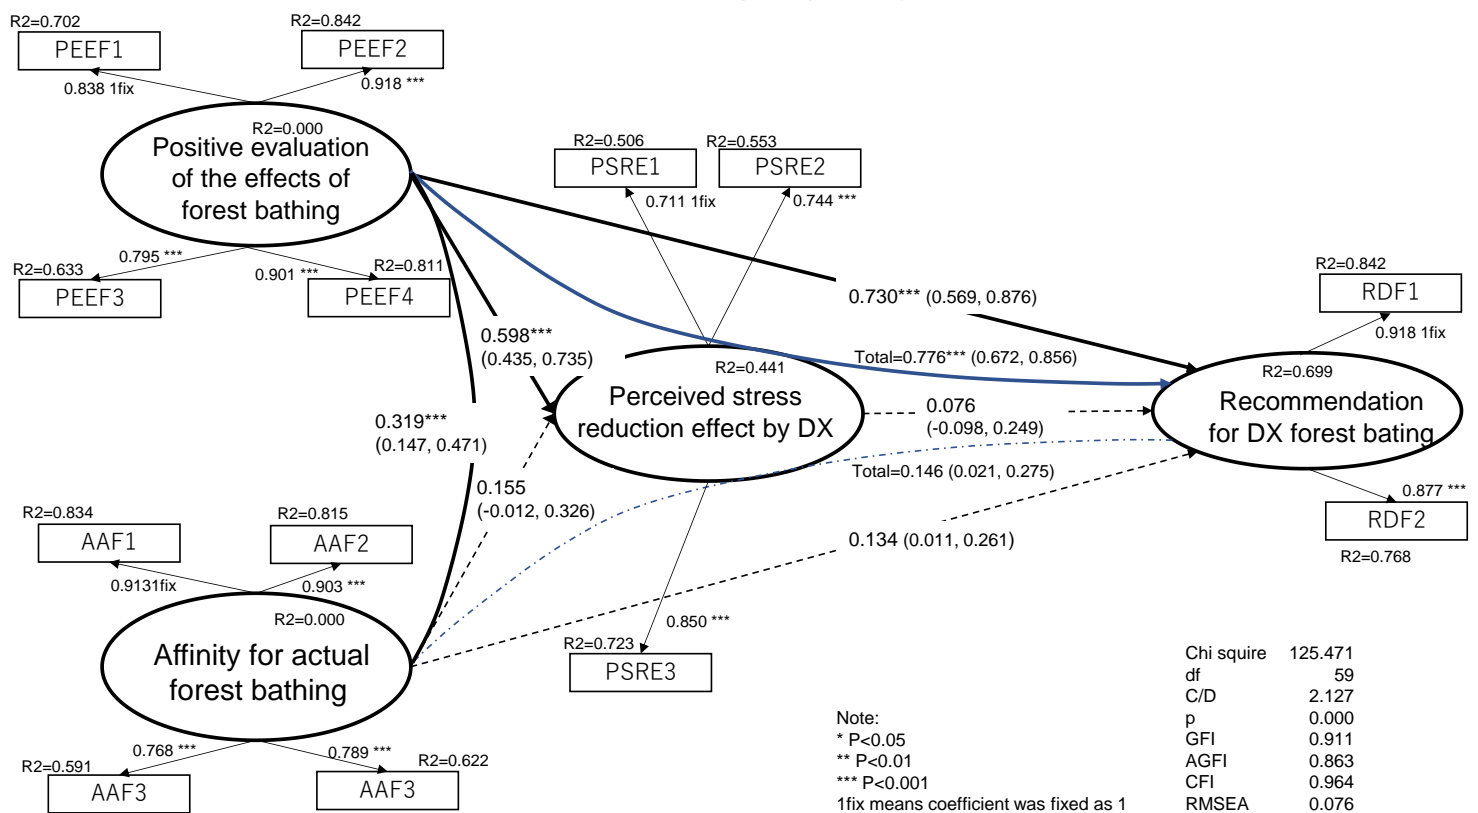 R2=0.702
PEEF1
0.838 1fix
R2=0.842
PEEF2
0.918 ***
R2=0.000
Positive evaluation
of the effects of
forest bathing
0.795 ***
R2=0.633
PEEF3
0.901 ***
R2=0.811
PEEF4
R2=0.506
PSRE1
0.711 1fix
R2=0.553
PSRE2
0.744 ***
0.730*** (0.569, 0.876)
R2=0.842
RDF1
0.918 1fix
0.598***
(0.435, 0.735)
Total=0.776*** (0.672, 0.856)
R2=0.441
Perceived stress
reduction effect by DX
R2=0.699
Recommendation
for DX forest bating
0.076
(-0.098, 0.249)
0.319***
(0.147, 0.471)
Total=0.146 (0.021, 0.275)
0.155
(-0.012, 0.326)
0.877 ***
RDF2
R2=0.768
0.134 (0.011, 0.261)
R2=0.834
AAF1
0.9131fix
R2=0.815
AAF2
0.903 ***
R2=0.000
Affinity for actual
forest bathing
0.850 ***
R2=0.723
PSRE3
0.768 ***
R2=0.591
AAF3
0.789 ***
R2=0.622
AAF3
Note:
* P<0.05
** P<0.01
*** P<0.001
1fix means coefficient was fixed as 1
Chi squire 125.471
df 59
C/D 2.127
p 0.000
GFI 0.911
AGFI 0.863
CFI 0.964
RMSEA 0.076